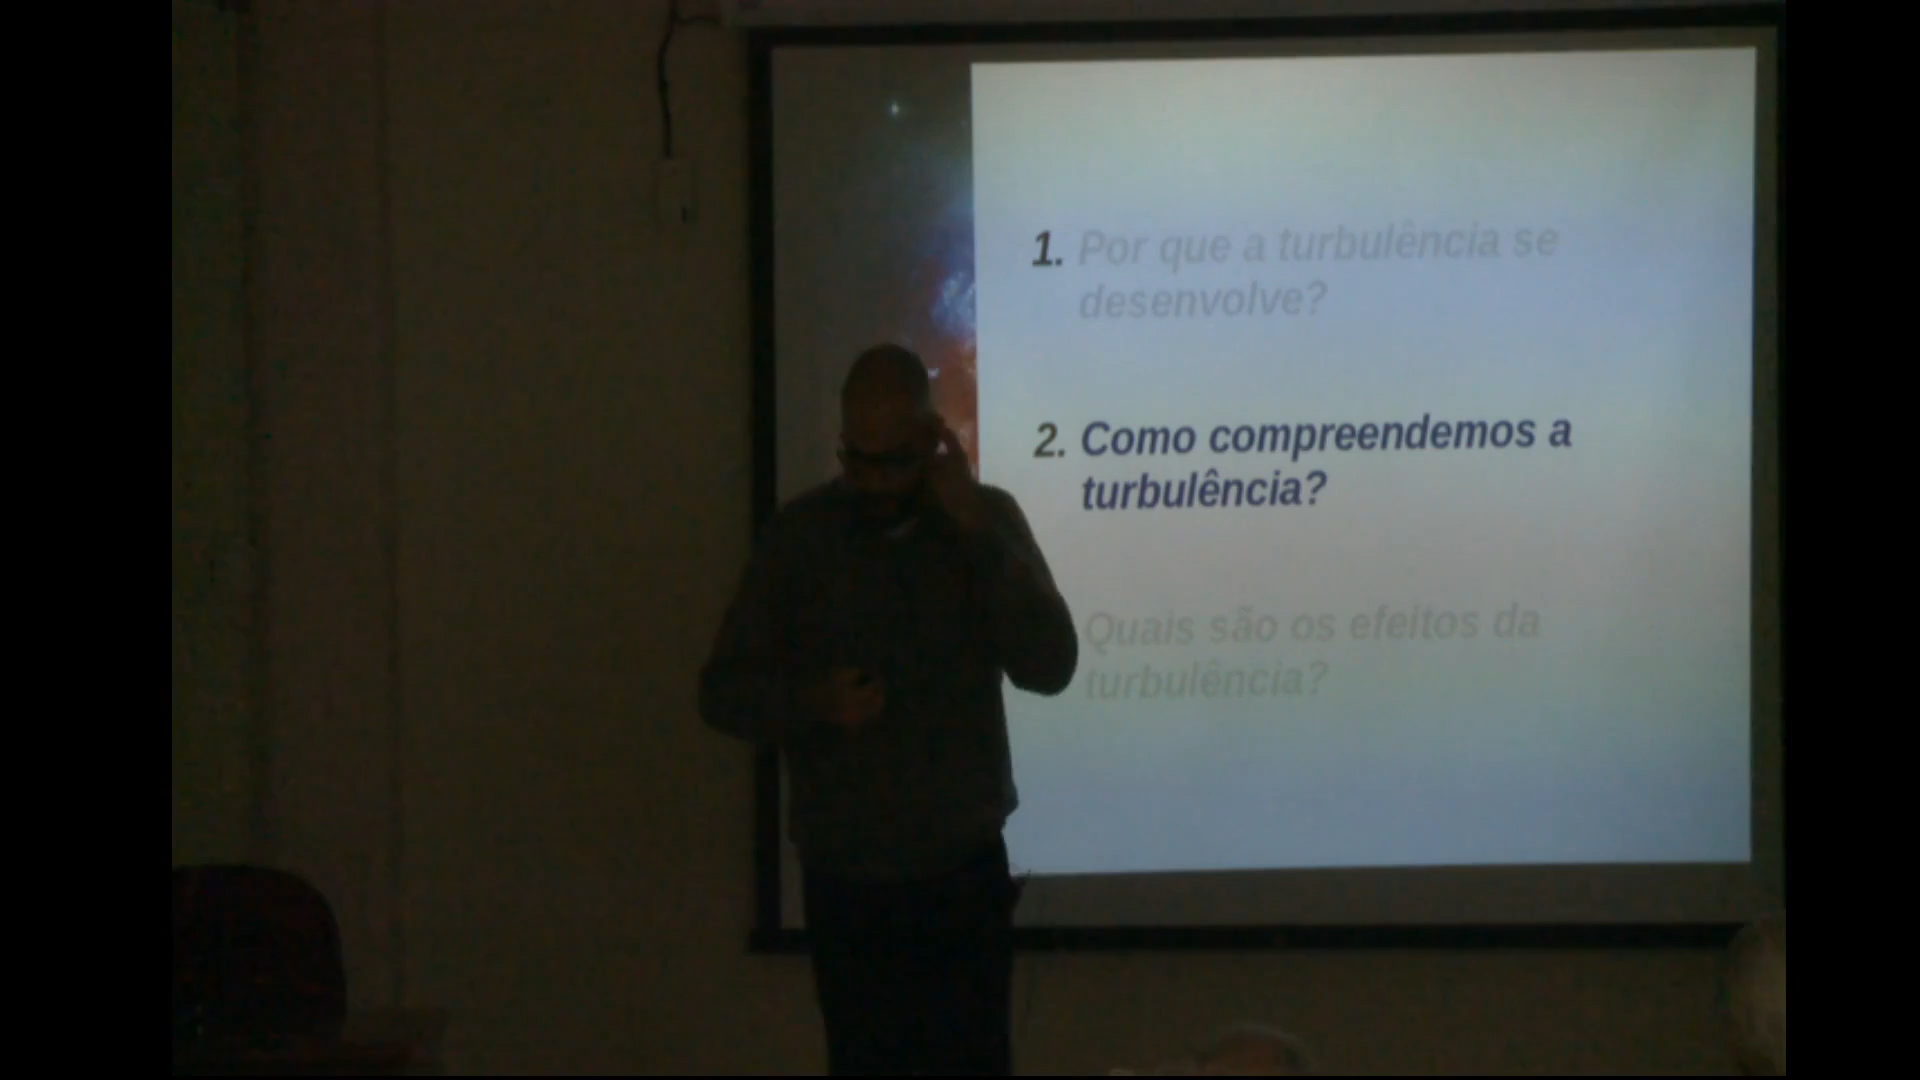 1. Por que a turbulência se
desenvolve?
2. Como compreendemos a
turbulência?
Quais são os efeitos da
turbulência?